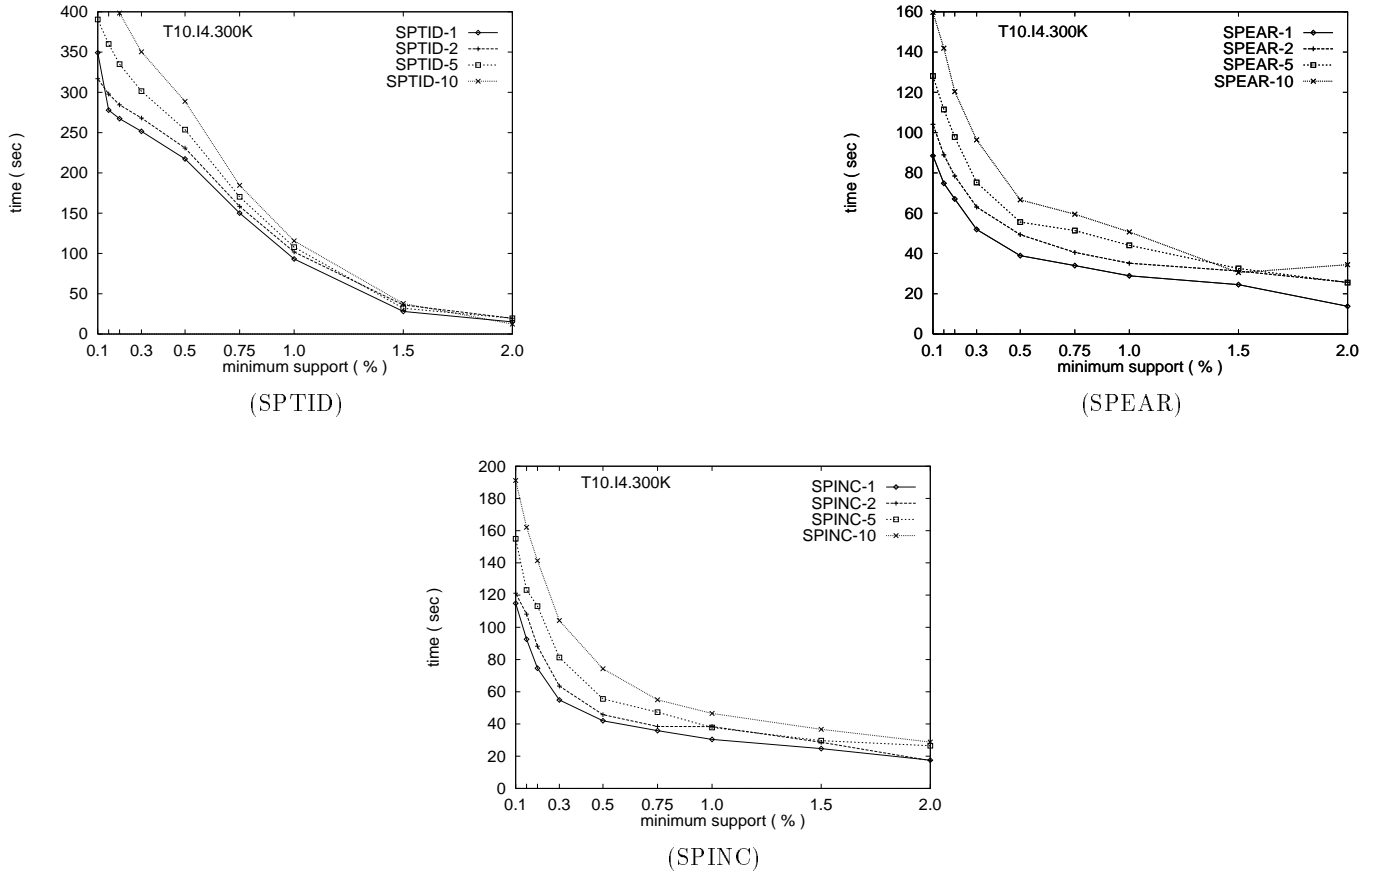 400
350
300
250
200
150
100
50
0
time ( sec )
T10.I4.300K
SPTID-1
SPTID-2
SPTID-5
SPTID-10
0.1 0.3 0.5 0.75 1.0 1.5 2.0
minimum support ( % )
(SPTID)
160
140
120
100
80
60
40
20
0
time ( sec )
T10.I4.300K
SPEAR-1
SPEAR-2
SPEAR-5
SPEAR-10
0.1 0.3 0.5 0.75 1.0 1.5 2.0
minimum support ( % )
(SPEAR)
200
180
160
140
120
100
80
60
40
20
0
time ( sec )
T10.I4.300K
SPINC-1
SPINC-2
SPINC-5
SPINC-10
0.1 0.3 0.5 0.75 1.0 1.5 2.0
minimum support ( % )
(SPINC)